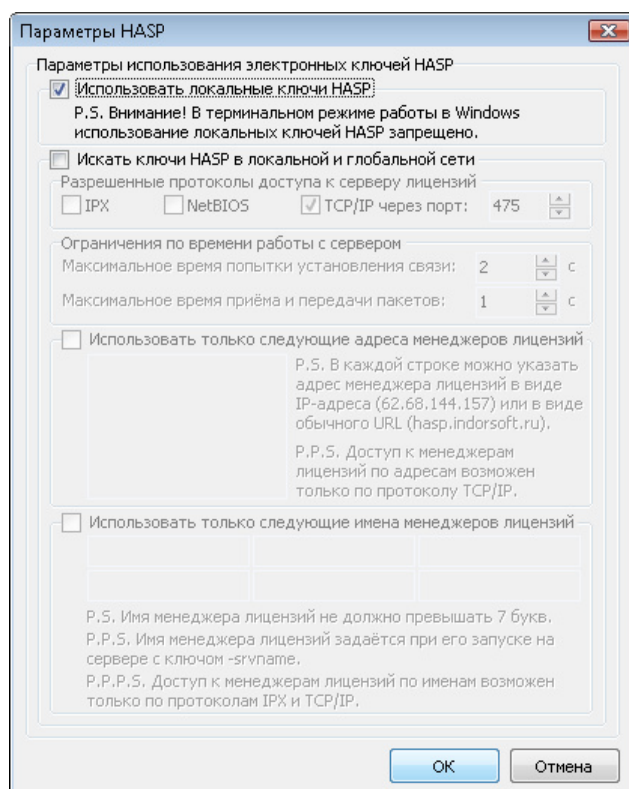 Параметры HASP
Параметры использования электронных ключей HASP
Использовать локальные ключи HASP
P.S. Внимание! В терминальном режиме работы в Windows
использование локальных ключей HASP запрещено.
Искать ключи HASP в локальной и глобальной сети
Разрешенные протоколы доступа к серверу лицензий
IPX NetBIOS TCP/IP через порт: 475
Ограничения по времени работы с сервером
Максимальное время попытки установления связи: 2 с
Максимальное время приёма и передачи пакетов: 1 с
Использовать только следующие адреса менеджеров лицензий
P.S. В каждой строке можно указать
адрес менеджера лицензий в виде
IP-адреса (62.68.144.157) или в виде
обычного URL (hasp.indorsoft.ru).
P.P.S. Доступ к менеджерам
лицензий по адресам возможен
только по протоколу TCP/IP.
Использовать только следующие имена менеджеров лицензий
P.S. Имя менеджера лицензий не должно превышать 7 букв.
P.P.S. Имя менеджера лицензий задаётся при его запуске на
сервере с ключом -srvname.
P.P.P.S. Доступ к менеджерам лицензий по именам возможен
только по протоколам IPX и TCP/IP.
OK Отмена